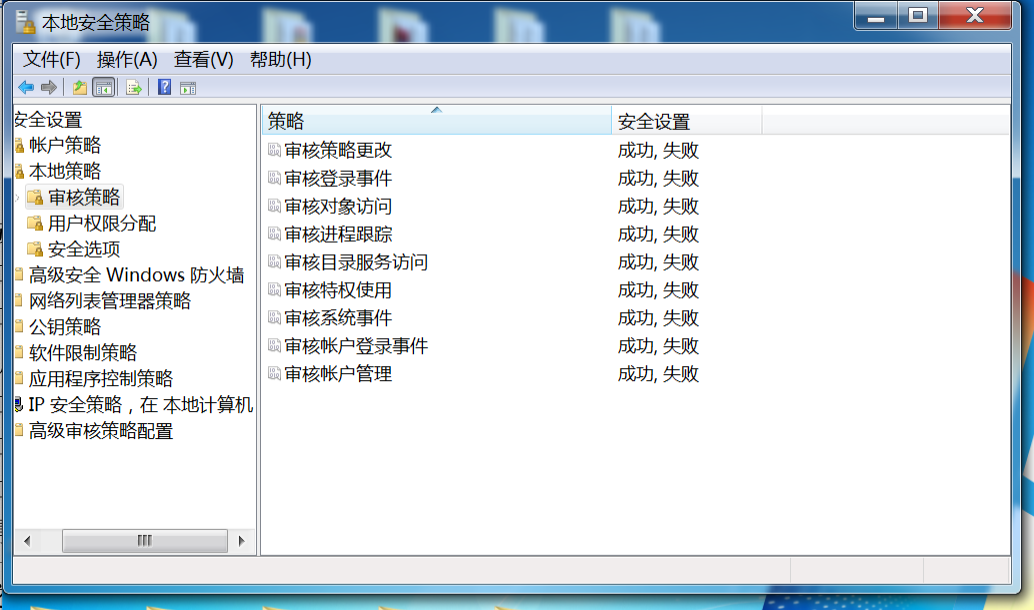 本地安全策略
文件(F) 操作(A) 查看(V) 帮助(H)
安全设置
帐户策略
本地策略
审核策略
用户权限分配
安全选项
高级安全 Windows 防火墙
网络列表管理器策略
公钥策略
软件限制策略
应用程序控制策略
IP 安全策略，在 本地计算机
高级审核策略配置
策略 安全设置
审核策略更改 成功, 失败
审核登录事件 成功, 失败
审核对象访问 成功, 失败
审核进程跟踪 成功, 失败
审核目录服务访问 成功, 失败
审核特权使用 成功, 失败
审核系统事件 成功, 失败
审核帐户登录事件 成功, 失败
审核帐户管理 成功, 失败